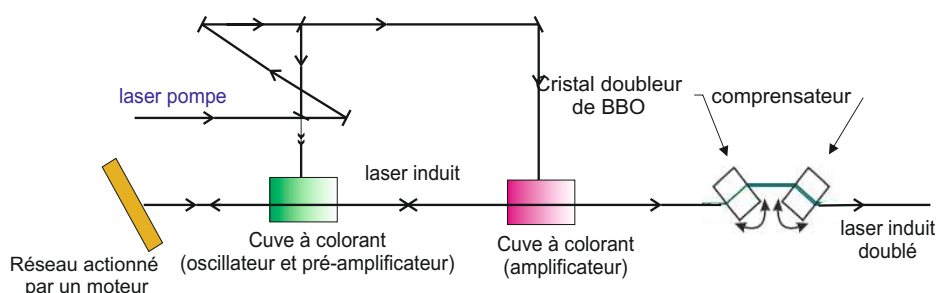 laser pompe
Cristal doubleur
de BBO
comprensateur
laser induit
Cuve à colorant
(oscillateur et pré-amplificateur)
Cuve à colorant
(amplificateur)
laser induit
doublé
Réseau actionné
par un moteur